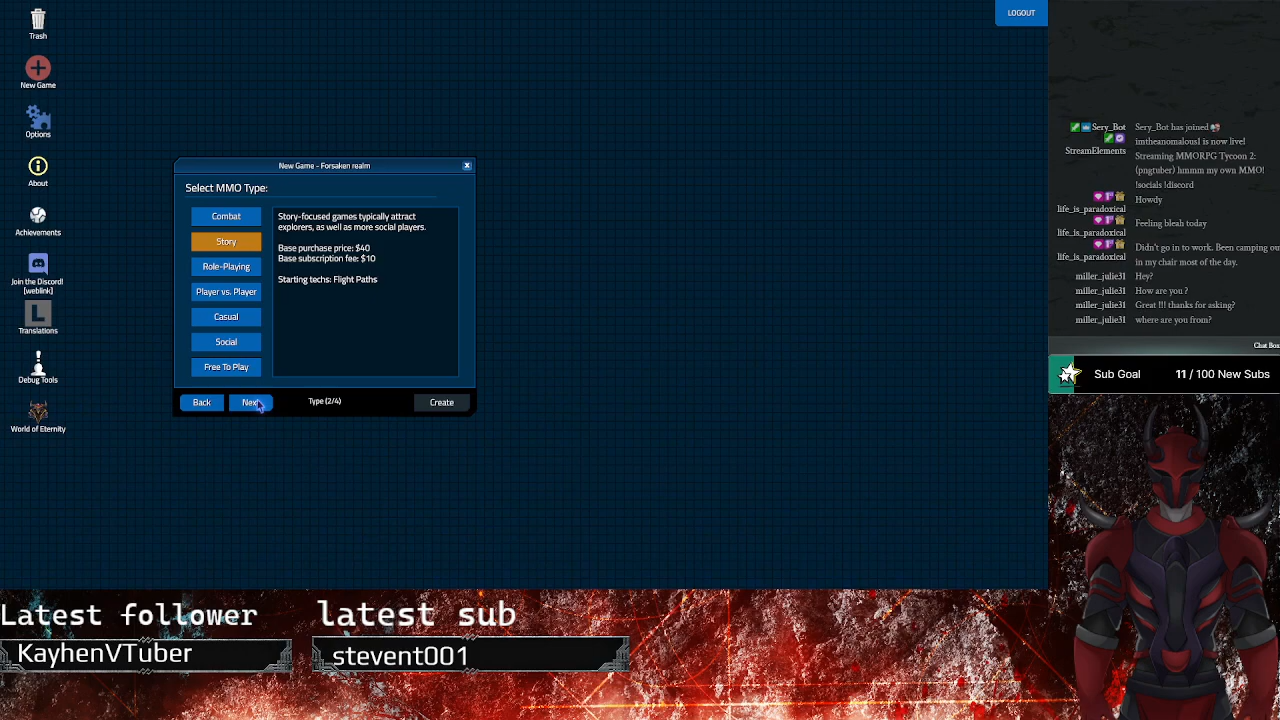 Trash
New Game
Options
About
Achievements
Join the Discord!
[weblink]
Translations
Debug Tools
World of Eternity
LOGOUT
New Game - Forsaken realm
Select MMO Type:
Combat
Story
Role-Playing
Player vs. Player
Casual
Social
Free To Play
Story-focused games typically attract
explorers, as well as more social players.
Base purchase price: $40
Base subscription fee: $10
Starting techs: Flight Paths
Back
Next
Type (2/4)
Create
Sery_Bot Sery_Bot has joined
StreamElements imtheanomalous1 is now live!
Streaming MMORPG Tycoon 2:
(pngtuber) hmmm my own MMO!
!socials !discord
life_is_paradoxical Howdy
life_is_paradoxical Feeling bleah today
life_is_paradoxical Didn't go in to work. Been camping ou
in my chair most of the day.
miller_julie31 Hey?
miller_julie31 How are you ?
miller_julie31 Great !!! thanks for asking?
miller_julie31 where are you from?
Chat Box
Sub Goal 11 / 100 New Subs
Latest follower
KayhenVTuber
latest sub
stevent001